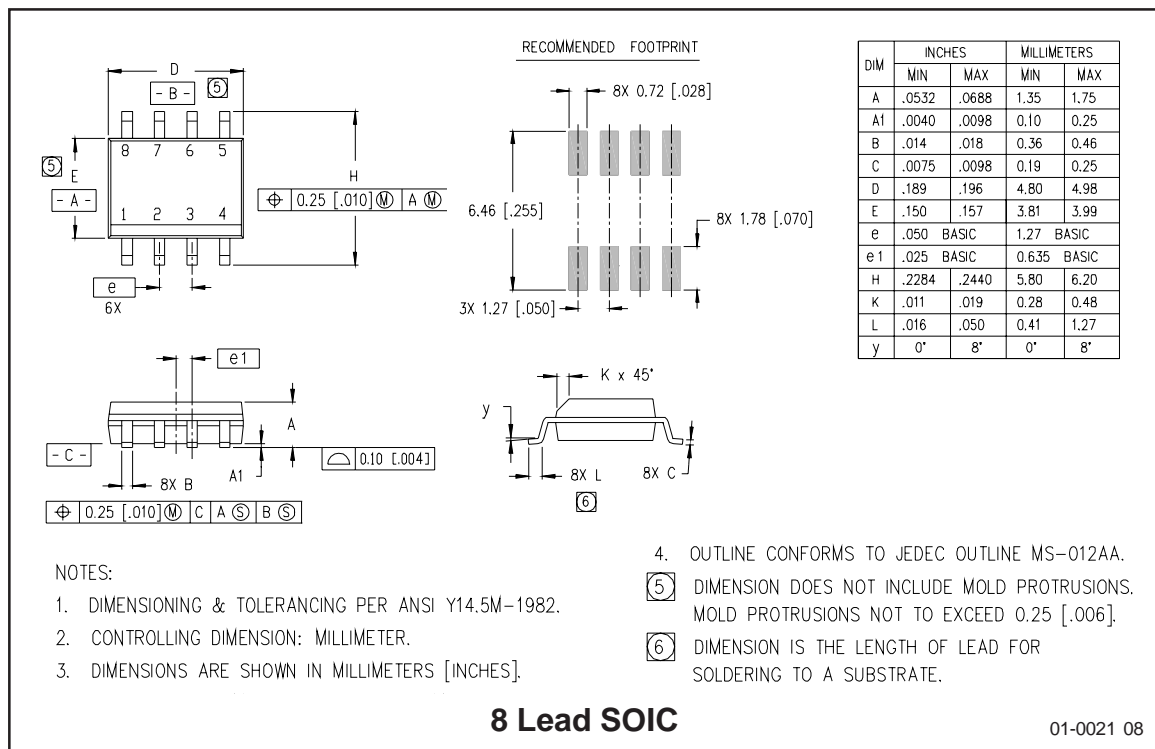 RECOMMENDED FOOTPRINT
D
- B -
5
8 7 6 5
5
E
- A -
H
⌖ 0.25 [.010] Ⓜ A Ⓜ
1 2 3 4
e
6X
8X 0.72 [.028]
6.46 [.255]
8X 1.78 [.070]
3X 1.27 [.050]
DIM INCHES MILLIMETERS
MIN MAX MIN MAX
A .0532 .0688 1.35 1.75
A1 .0040 .0098 0.10 0.25
B .014 .018 0.36 0.46
C .0075 .0098 0.19 0.25
D .189 .196 4.80 4.98
E .150 .157 3.81 3.99
e .050 BASIC 1.27 BASIC
e1 .025 BASIC 0.635 BASIC
H .2284 .2440 5.80 6.20
K .011 .019 0.28 0.48
L .016 .050 0.41 1.27
y 0° 8° 0° 8°
e1
A
- C -
A1
⌓ 0.10 [.004]
8X B
⌖ 0.25 [.010] Ⓜ C A Ⓢ B Ⓢ
K x 45°
y
8X L
8X C
6
NOTES:
1. DIMENSIONING & TOLERANCING PER ANSI Y14.5M-1982.
2. CONTROLLING DIMENSION: MILLIMETER.
3. DIMENSIONS ARE SHOWN IN MILLIMETERS [INCHES].
4. OUTLINE CONFORMS TO JEDEC OUTLINE MS-012AA.
5 DIMENSION DOES NOT INCLUDE MOLD PROTRUSIONS.
MOLD PROTRUSIONS NOT TO EXCEED 0.25 [.006].
6 DIMENSION IS THE LENGTH OF LEAD FOR
SOLDERING TO A SUBSTRATE.
8 Lead SOIC
01-0021 08